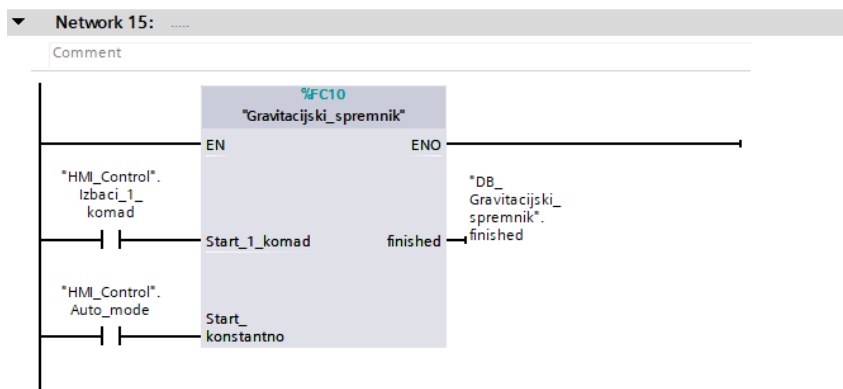 Network 15: .....
Comment
%FC10
"Gravitacijski_spremnik"
EN
ENO
"HMI_Control".
Izbaci_1_
komad
Start_1_komad
finished
"DB_
Gravitacijski_
spremnik".
finished
"HMI_Control".
Auto_mode
Start_
konstantno